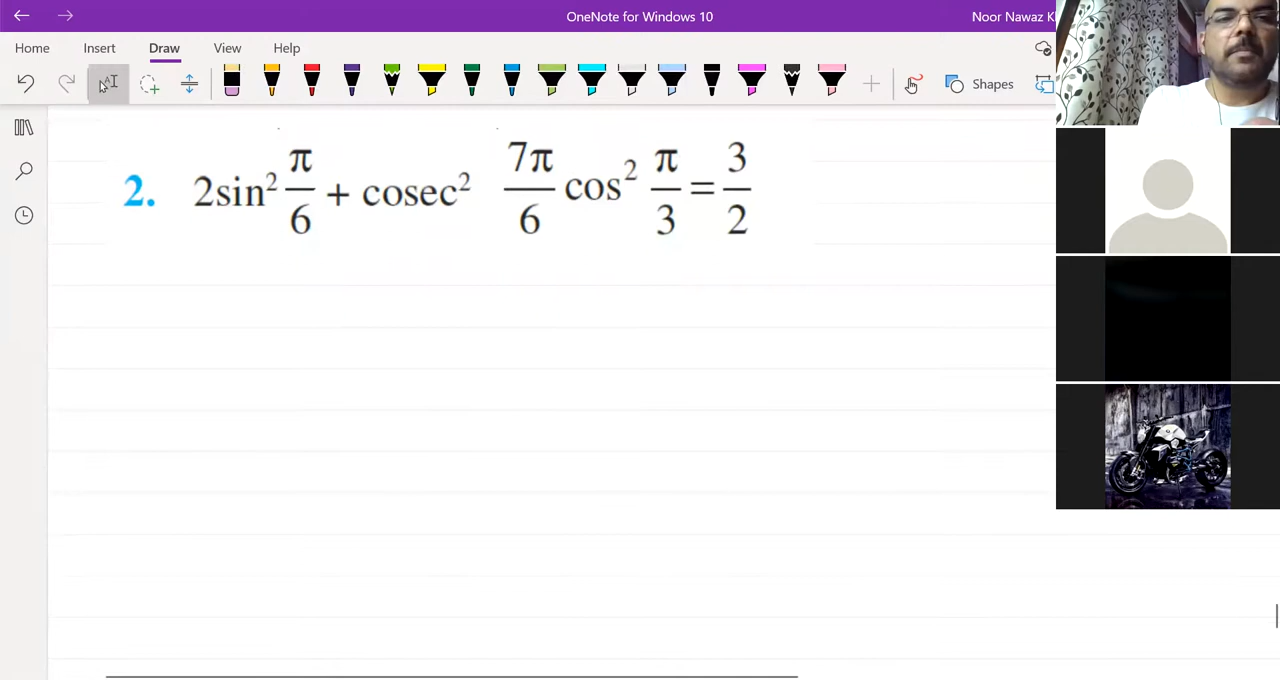 OneNote for Windows 10
Noor Nawaz K
Home Insert Draw View Help
Shapes
2. 2sin² π/6 + cosec² 7π/6 cos² π/3 = 3/2